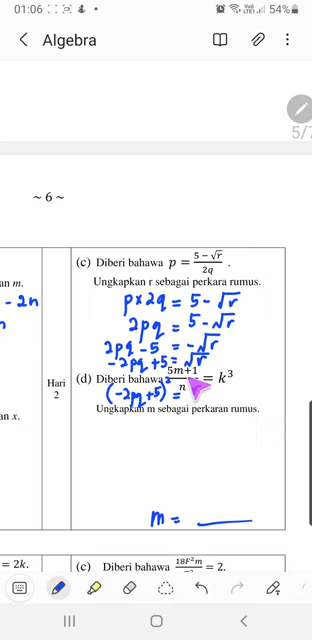 01:06 54%
Algebra
5/7
~ 6 ~
(c) Diberi bahawa p = (5 − √r)/(2q) .
an m.
Ungkapkan r sebagai perkara rumus.
- 2n
p × 2q = 5 - √r
2pq = 5 - √r
2pq - 5 = -√r
-2pq + 5 = √r
Hari
2
(d) Diberi bahawa (5m+1)/n = k³
(-2pq + 5)² =
an x.
Ungkapkan m sebagai perkaran rumus.
m = ______
= 2k.
(c) Diberi bahawa 18F²m = 2.